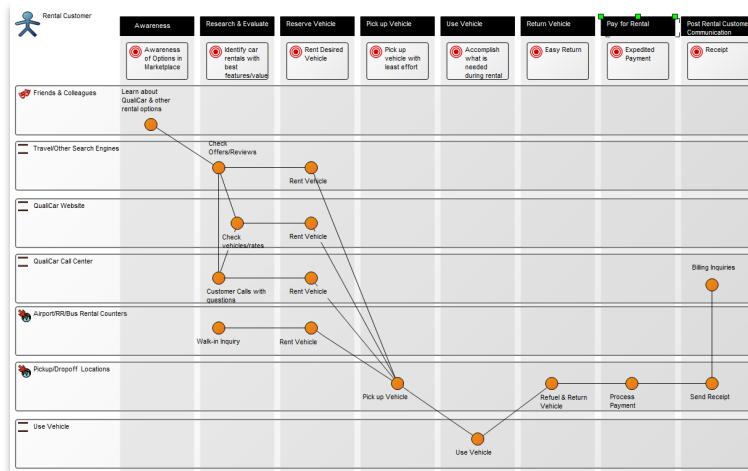 Rental Customer
Awareness
Research & Evaluate
Reserve Vehicle
Pick up Vehicle
Use Vehicle
Return Vehicle
Pay for Rental
Post Rental Customer
Communication
Awareness
of Options in
Marketplace
Identify car
rentals with
best
features/value
Rent Desired
Vehicle
Pick up
vehicle with
least effort
Accomplish
what is
needed
during rental
Easy Return
Expedited
Payment
Receipt
Friends & Colleagues
Learn about
QualiCar & other
rental options
Travel/Other Search Engines
Check
Offers/Reviews
Rent Vehicle
QualiCar Website
Check
vehicles/rates
Rent Vehicle
QualiCar Call Center
Customer Calls with
questions
Rent Vehicle
Billing Inquiries
Airport/RR/Bus Rental Counters
Walk-in Inquiry
Rent Vehicle
Pickup/Dropoff Locations
Pick up Vehicle
Refuel & Return
Vehicle
Process
Payment
Send Receipt
Use Vehicle
Use Vehicle